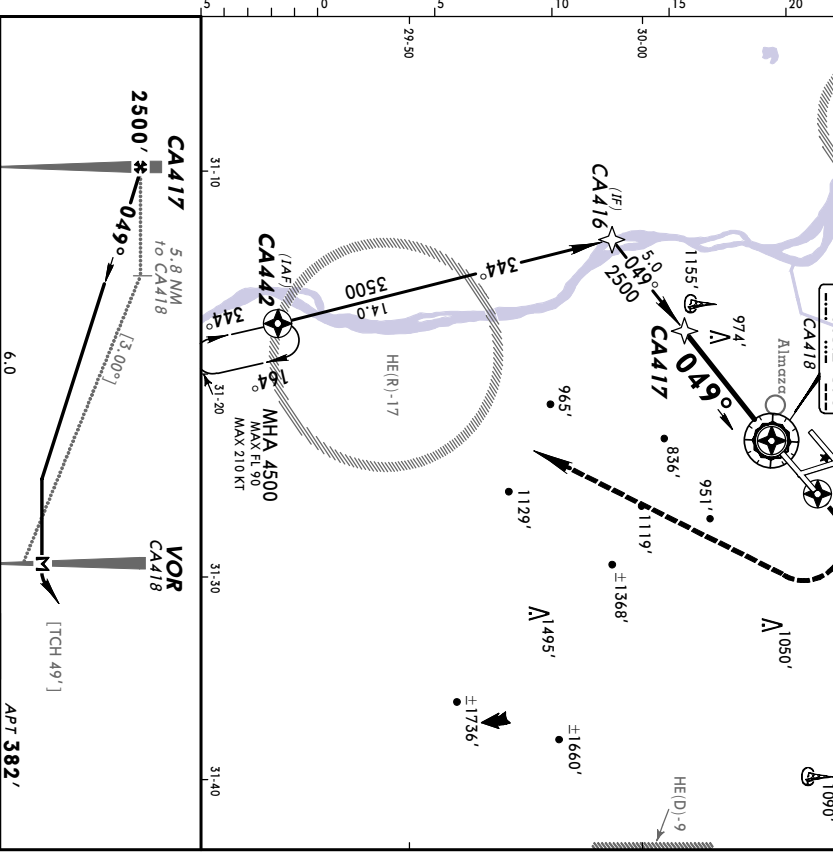 5
0
5
10
15
20
29-50
30-00
31-10
31-20
31-30
31-40
(IF)
CA416
5.0
049°
2500
1155'
974'
CA417
049°
Almaza
CA418
344°
3500
14.0
(IAF)
CA442
344°
164°
MHA 4500
MAX FL 90
MAX 210 KT
HE(R)-17
965'
836'
951'
1129'
1119'
±1368'
1495'
1050'
±1736'
±1660'
1090'
HE(D)-9
CA417
2500'
049°
5.8 NM
to CA418
[3.00°]
6.0
VOR
CA418
M
[TCH 49']
APT 382'